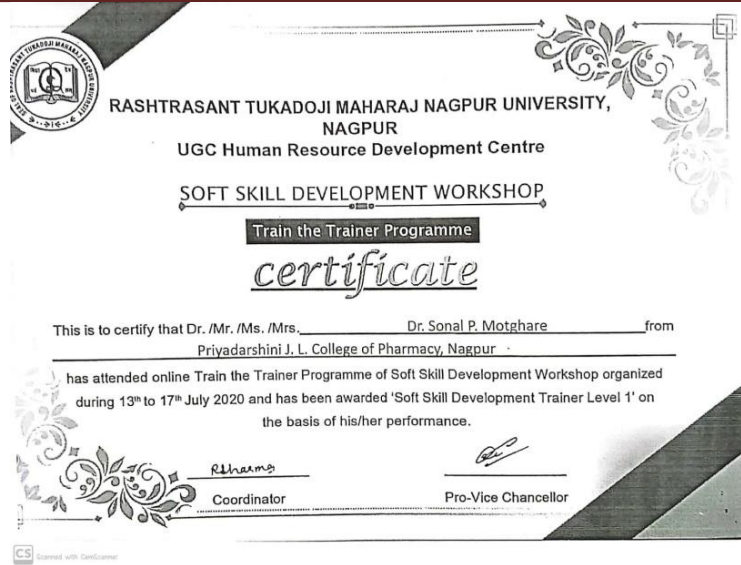 RASHTRASANT TUKADOJI MAHARAJ NAGPUR UNIVERSITY,
NAGPUR
UGC Human Resource Development Centre
SOFT SKILL DEVELOPMENT WORKSHOP
Train the Trainer Programme
certificate
This is to certify that Dr. /Mr. /Ms. /Mrs. Dr. Sonal P. Motghare from
Priyadarshini J. L. College of Pharmacy, Nagpur
has attended online Train the Trainer Programme of Soft Skill Development Workshop organized
during 13th to 17th July 2020 and has been awarded 'Soft Skill Development Trainer Level 1' on
the basis of his/her performance.
RSharma
Coordinator
Pro-Vice Chancellor
CS Scanned with CamScanner